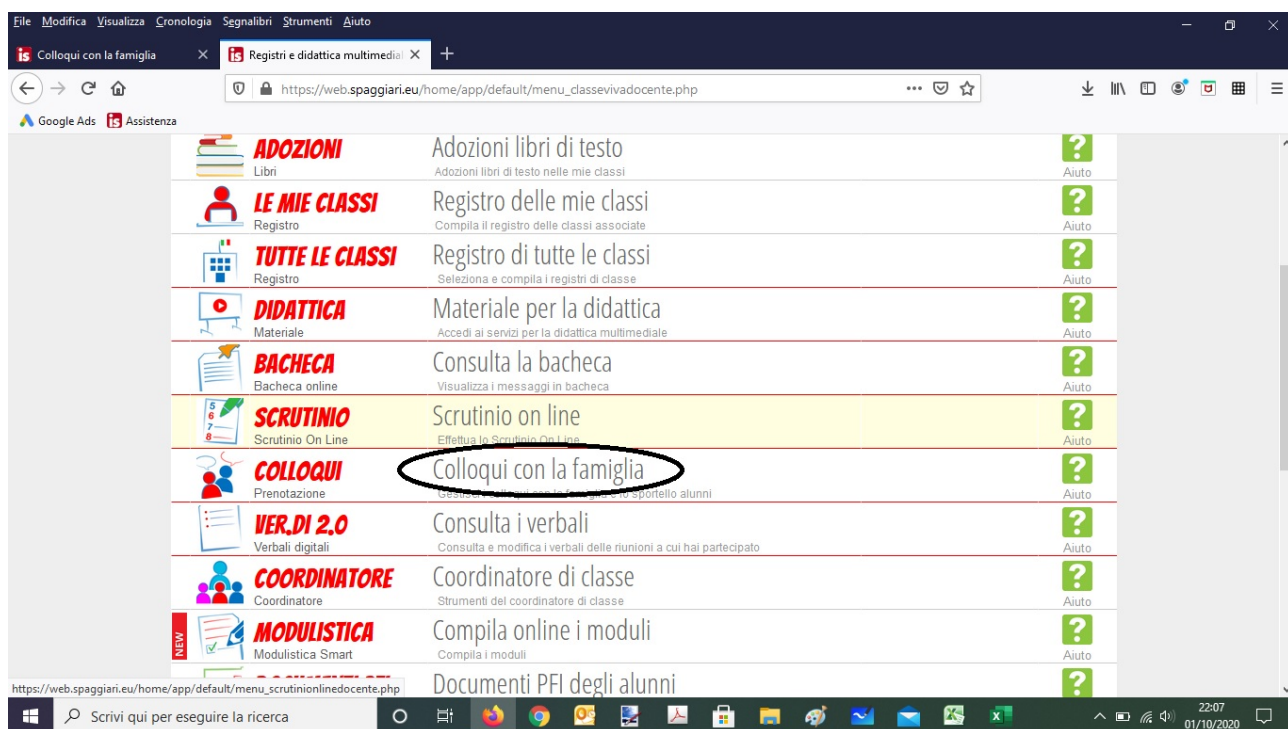 File Modifica Visualizza Cronologia Segnalibri Strumenti Aiuto
Colloqui con la famiglia
Registri e didattica multimedial
https://web.spaggiari.eu/home/app/default/menu_classevivadocente.php
Google Ads Assistenza
ADOZIONI Adozioni libri di testo
Libri Adozioni libri di testo nelle mie classi Aiuto
LE MIE CLASSI Registro delle mie classi
Registro Compila il registro delle classi associate Aiuto
TUTTE LE CLASSI Registro di tutte le classi
Registro Seleziona e compila i registri di classe Aiuto
DIDATTICA Materiale per la didattica
Materiale Accedi ai servizi per la didattica multimediale Aiuto
BACHECA Consulta la bacheca
Bacheca online Visualizza i messaggi in bacheca Aiuto
SCRUTINIO Scrutinio on line
Scrutinio On Line Effettua lo Scrutinio On Line Aiuto
COLLOQUI Colloqui con la famiglia
Prenotazione sportello alunni Aiuto
VER.DI 2.0 Consulta i verbali
Verbali digitali Consulta e modifica i verbali delle riunioni a cui hai partecipato Aiuto
COORDINATORE Coordinatore di classe
Coordinatore Strumenti del coordinatore di classe Aiuto
NEW
MODULISTICA Compila online i moduli
Modulistica Smart Compila i moduli Aiuto
Documenti PFI degli alunni
https://web.spaggiari.eu/home/app/default/menu_scrutinionlinedocente.php
Scrivi qui per eseguire la ricerca
22:07
01/10/2020